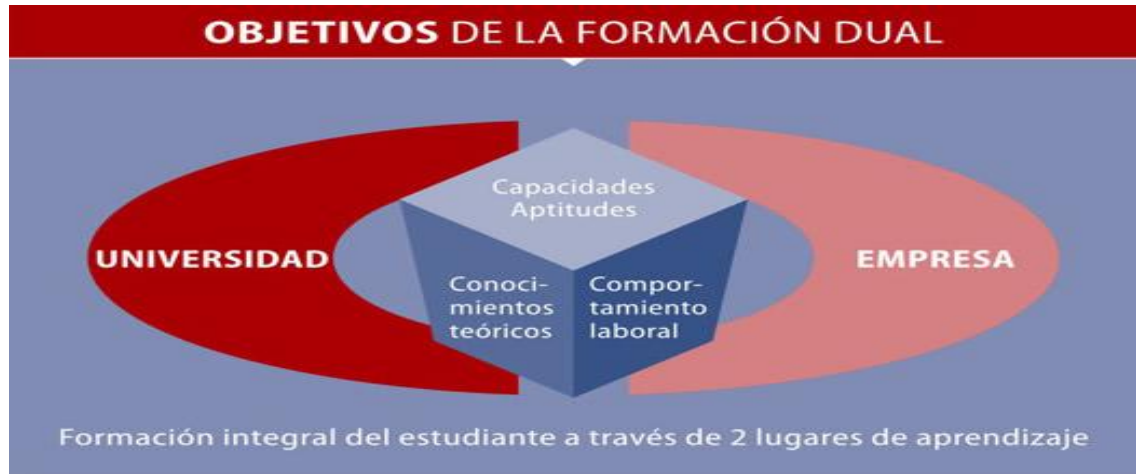 OBJETIVOS DE LA FORMACIÓN DUAL
Capacidades
Aptitudes
UNIVERSIDAD
EMPRESA
Conoci-
mientos
teóricos
Compor-
tamiento
laboral
Formación integral del estudiante a través de 2 lugares de aprendizaje